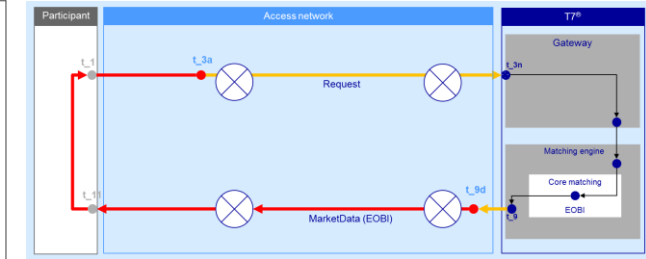 Participant
Access network
T7®
Gateway
t_1
t_3a
t_3n
Request
Matching engine
Core matching
t_9d
t_11
EOBI
t_9
MarketData (EOBI)